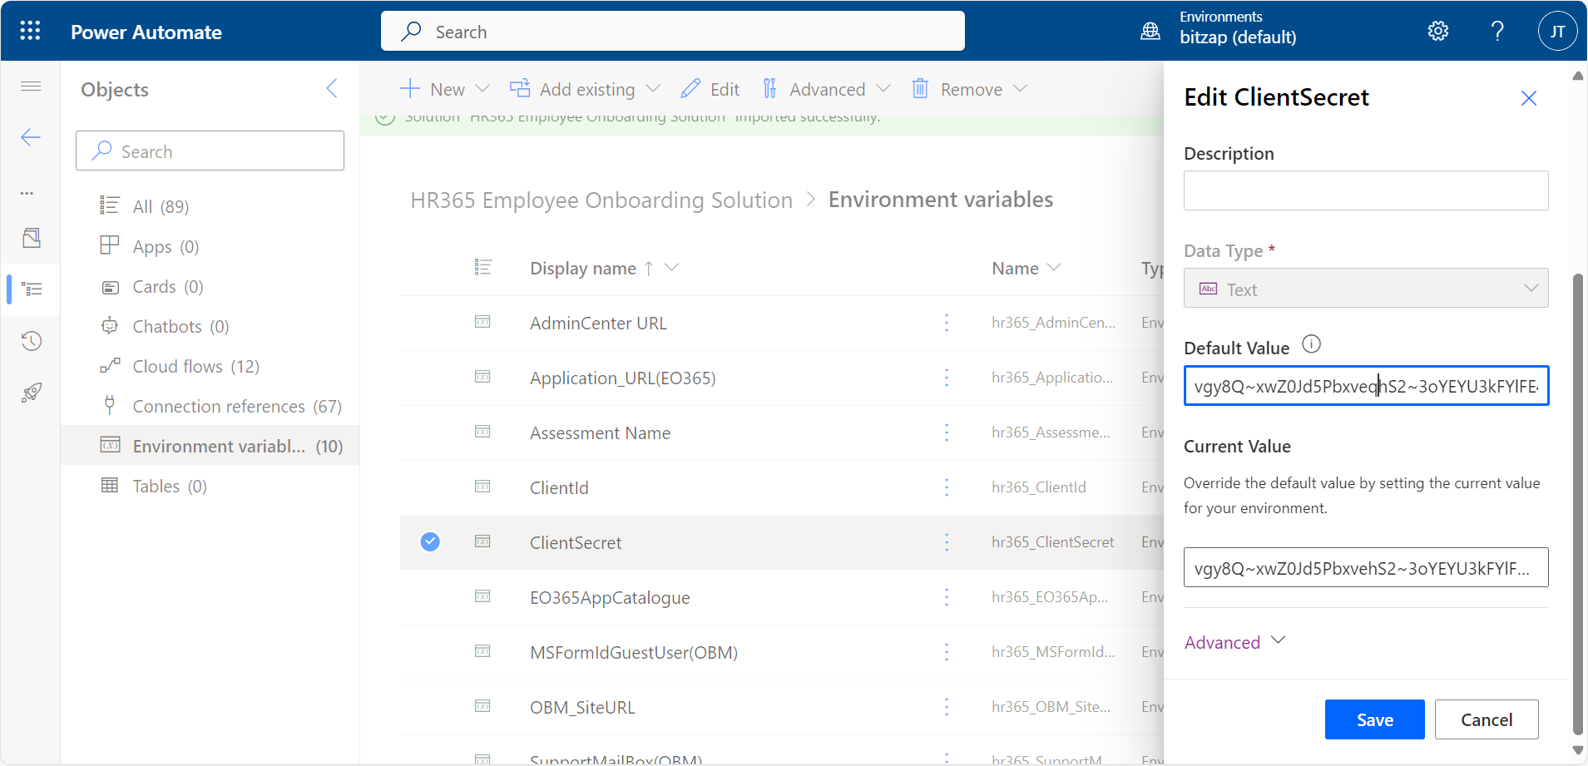 Power Automate
Search
Environments
bitzap (default)
JT
Objects
Search
All (89)
Apps (0)
Cards (0)
Chatbots (0)
Cloud flows (12)
Connection references (67)
Environment variabl... (10)
Tables (0)
New
Add existing
Edit
Advanced
Remove
Solution "HR365 Employee Onboarding Solution" imported successfully.
HR365 Employee Onboarding Solution > Environment variables
Display name ↑ Name Typ
AdminCenter URL hr365_AdminCen... Env
Application_URL(EO365) hr365_Applicatio... Env
Assessment Name hr365_Assessme... Env
ClientId hr365_ClientId Env
ClientSecret hr365_ClientSecret Env
EO365AppCatalogue hr365_EO365Ap... Env
MSFormIdGuestUser(OBM) hr365_MSFormId... Env
OBM_SiteURL hr365_OBM_Site... Env
SupportMailBox(OBM) hr365_SupportM... Env
Edit ClientSecret
Description
Data Type *
Abc Text
Default Value
vgy8Q~xwZ0Jd5PbxveqhS2~3oYEYU3kFYlFE
Current Value
Override the default value by setting the current value
for your environment.
vgy8Q~xwZ0Jd5PbxvehS2~3oYEYU3kFYlF...
Advanced
Save
Cancel